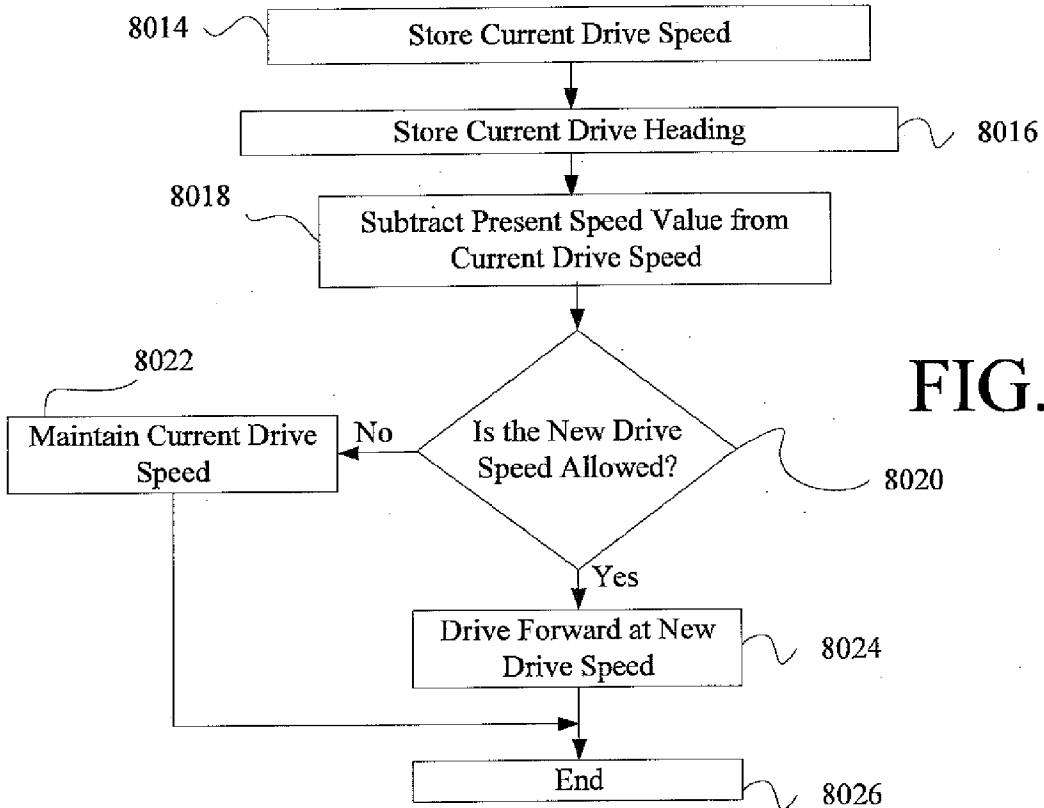 8014
Store Current Drive Speed
Store Current Drive Heading
8016
8018
Subtract Present Speed Value from
Current Drive Speed
8022
FIG.
Maintain Current Drive
Speed
No
Is the New Drive
Speed Allowed?
8020
Yes
Drive Forward at New
Drive Speed
8024
End
8026